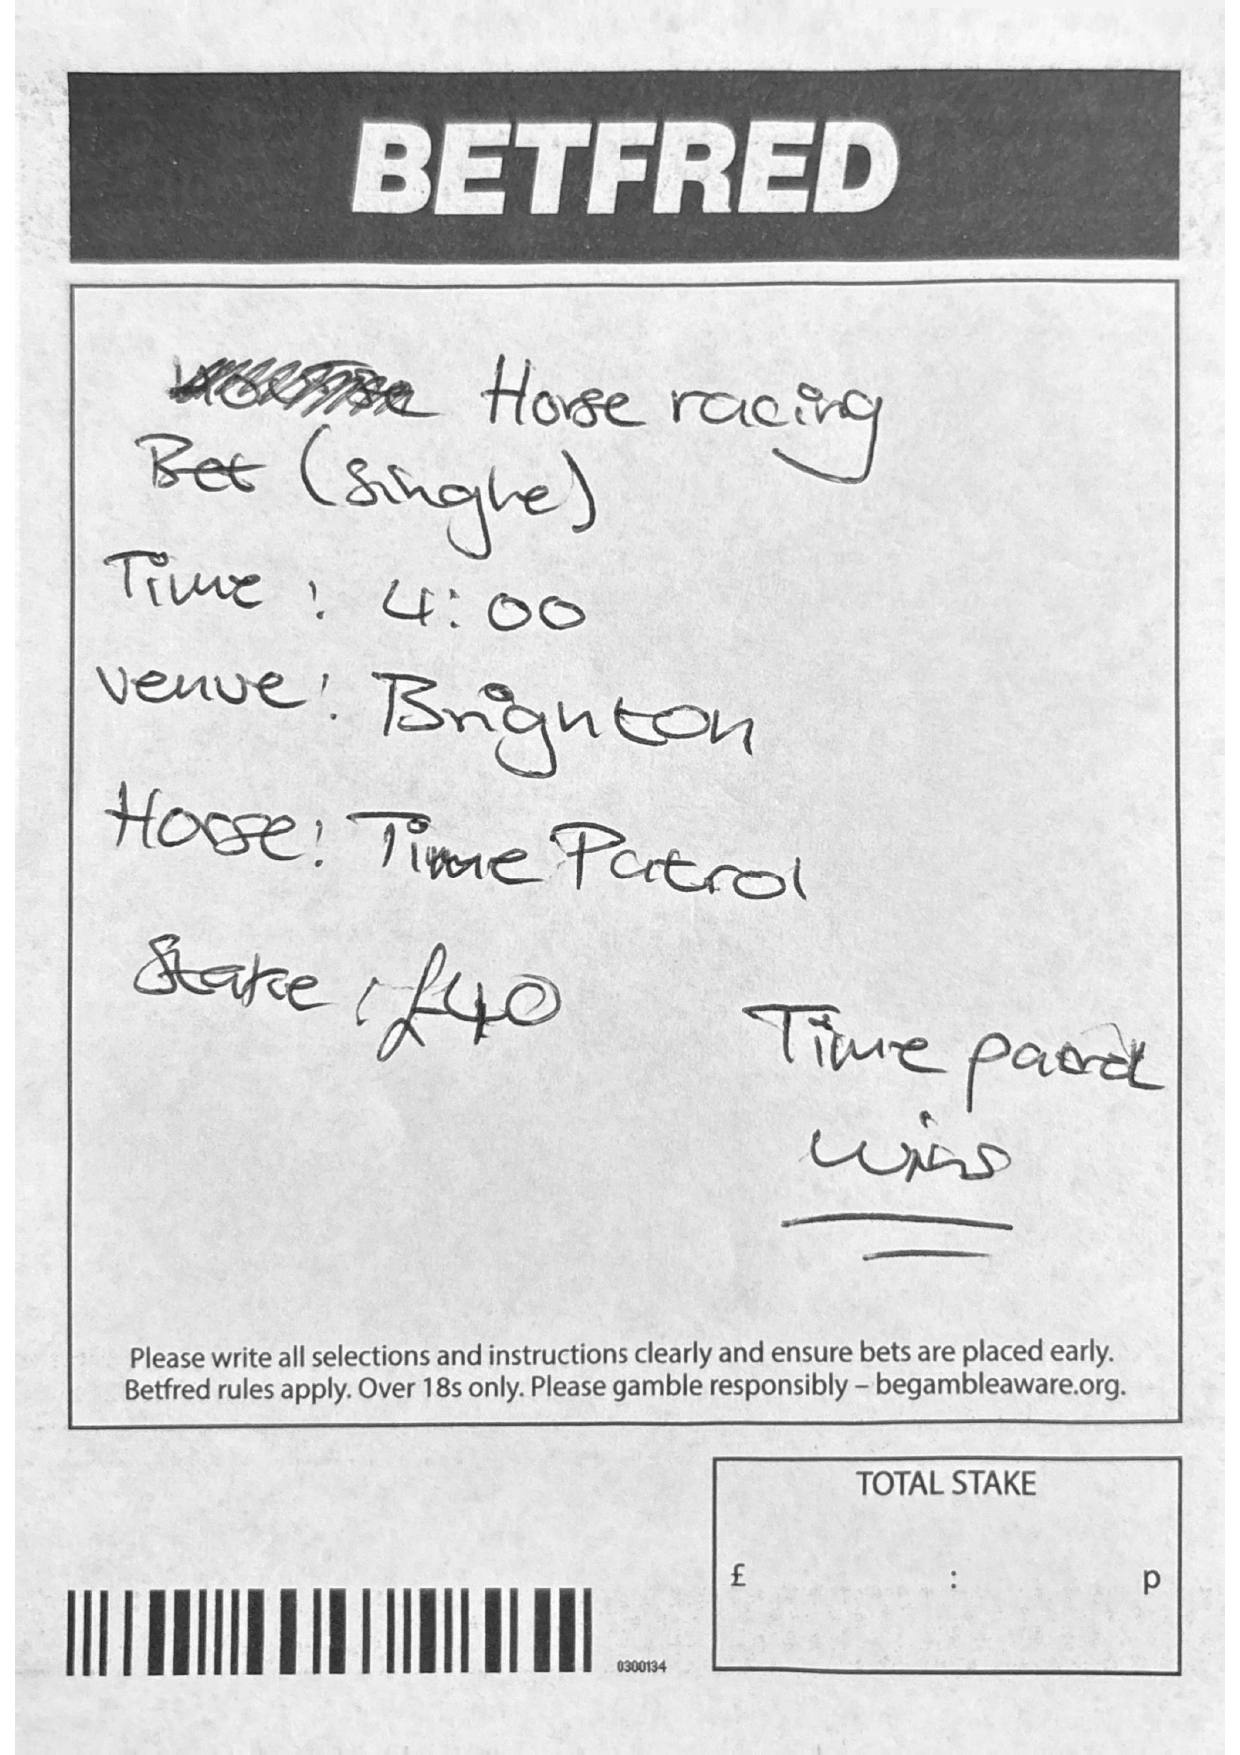 BETFRED
Horse racing
Bet (single)
Time : 4:00
venue: Brighton
Horse: Time Patrol
Stake : £40
Time patrol
wins
Please write all selections and instructions clearly and ensure bets are placed early.
Betfred rules apply. Over 18s only. Please gamble responsibly – begambleaware.org.
TOTAL STAKE
£ : p
0300134